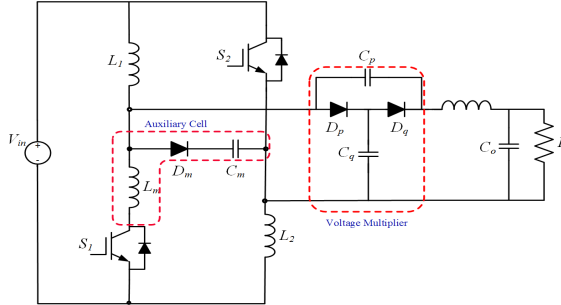 L1
S2
Cp
Vin
+
-
Auxiliary Cell
Dp
Dq
Dm
Cm
Cq
Co
Lm
S1
L2
Voltage Multiplier